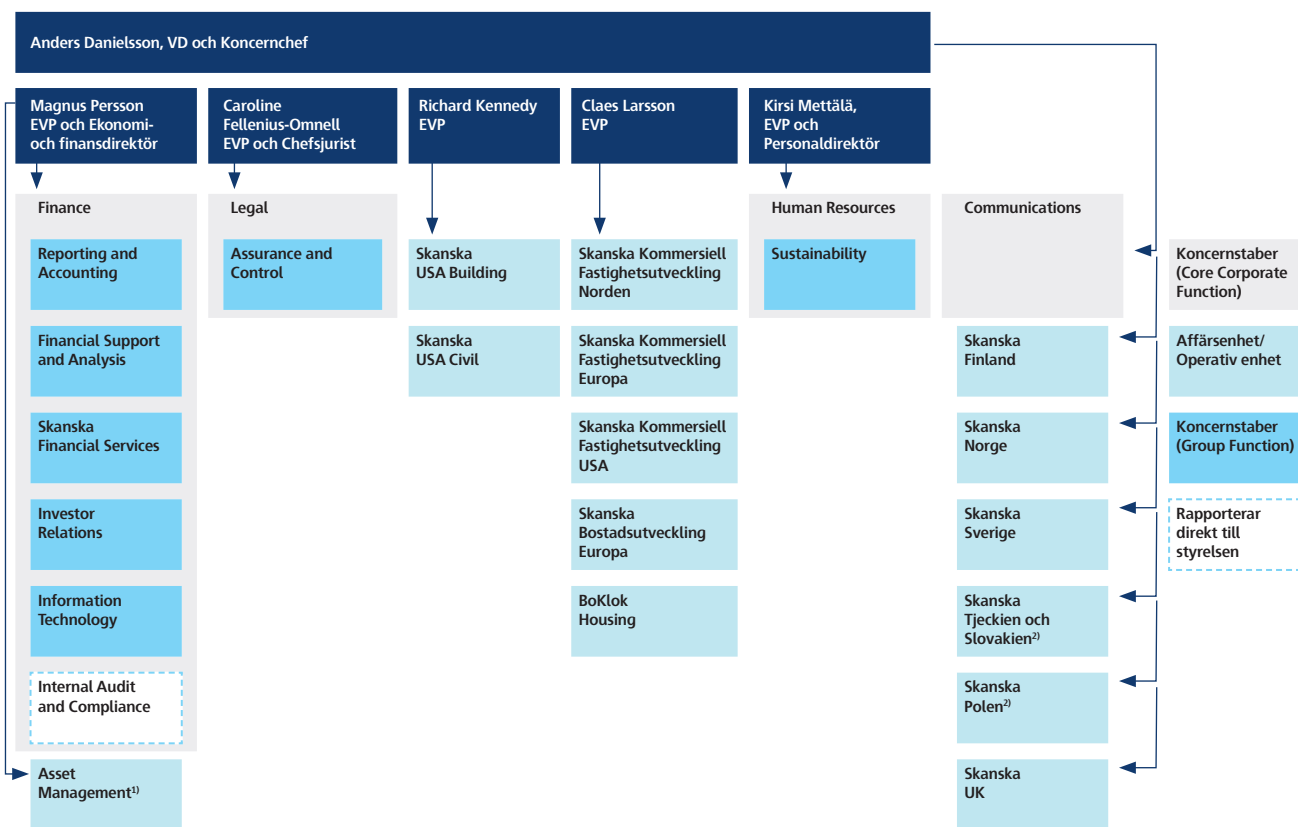 Anders Danielsson, VD och Koncernchef
Magnus Persson
EVP och Ekonomi-
och finansdirektör
Caroline
Fellenius-Omnell
EVP och Chefsjurist
Richard Kennedy
EVP
Claes Larsson
EVP
Kirsi Mettälä,
EVP och
Personaldirektör
Finance
Reporting and
Accounting
Financial Support
and Analysis
Skanska
Financial Services
Investor
Relations
Information
Technology
Internal Audit
and Compliance
Asset
Management¹⁾
Legal
Assurance and
Control
Skanska
USA Building
Skanska
USA Civil
Skanska Kommersiell
Fastighetsutveckling
Norden
Skanska Kommersiell
Fastighetsutveckling
Europa
Skanska Kommersiell
Fastighetsutveckling
USA
Skanska
Bostadsutveckling
Europa
BoKlok
Housing
Human Resources
Sustainability
Communications
Skanska
Finland
Skanska
Norge
Skanska
Sverige
Skanska
Tjeckien och
Slovakien²⁾
Skanska
Polen²⁾
Skanska
UK
Koncernstaber
(Core Corporate
Function)
Affärsenhet/
Operativ enhet
Koncernstaber
(Group Function)
Rapporterar
direkt till
styrelsen